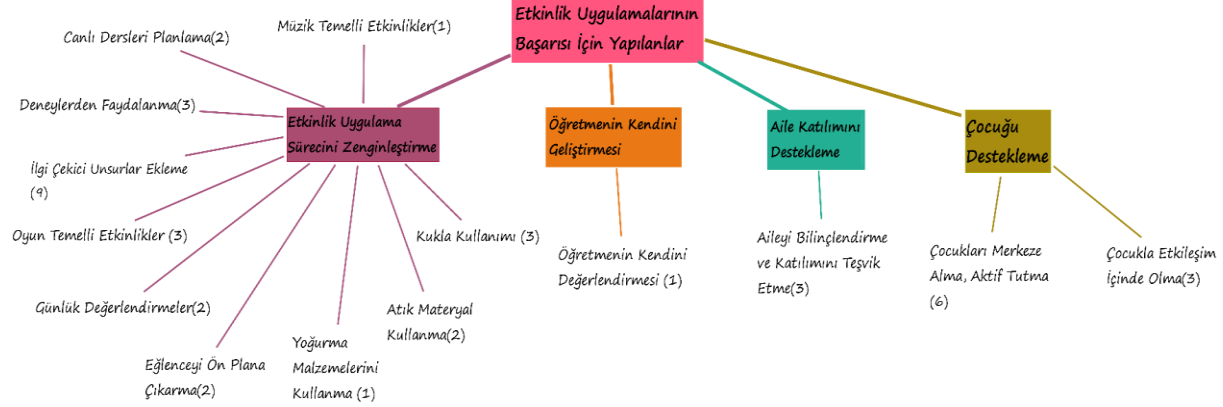 Etkinlik Uygulamalarının
Başarısı İçin Yapılanlar
Müzik Temelli Etkinlikler(1)
Canlı Dersleri Planlama(2)
Deneylerden Faydalanma(3)
İlgi Çekici Unsurlar Ekleme
(9)
Oyun Temelli Etkinlikler (3)
Günlük Değerlendirmeler(2)
Eğlenceyi Ön Plana
Çıkarma(2)
Yoğurma
Malzemelerini
Kullanma (1)
Atık Materyal
Kullanma(2)
Kukla Kullanımı (3)
Etkinlik Uygulama
Sürecini Zenginleştirme
Öğretmenin Kendini
Geliştirmesi
Öğretmenin Kendini
Değerlendirmesi (1)
Aile Katılımını
Destekleme
Aileyi Bilinçlendirme
ve Katılımını Teşvik
Etme(3)
Çocuğu
Destekleme
Çocukları Merkeze
Alma, Aktif Tutma
(6)
Çocukla Etkileşim
İçinde Olma(3)